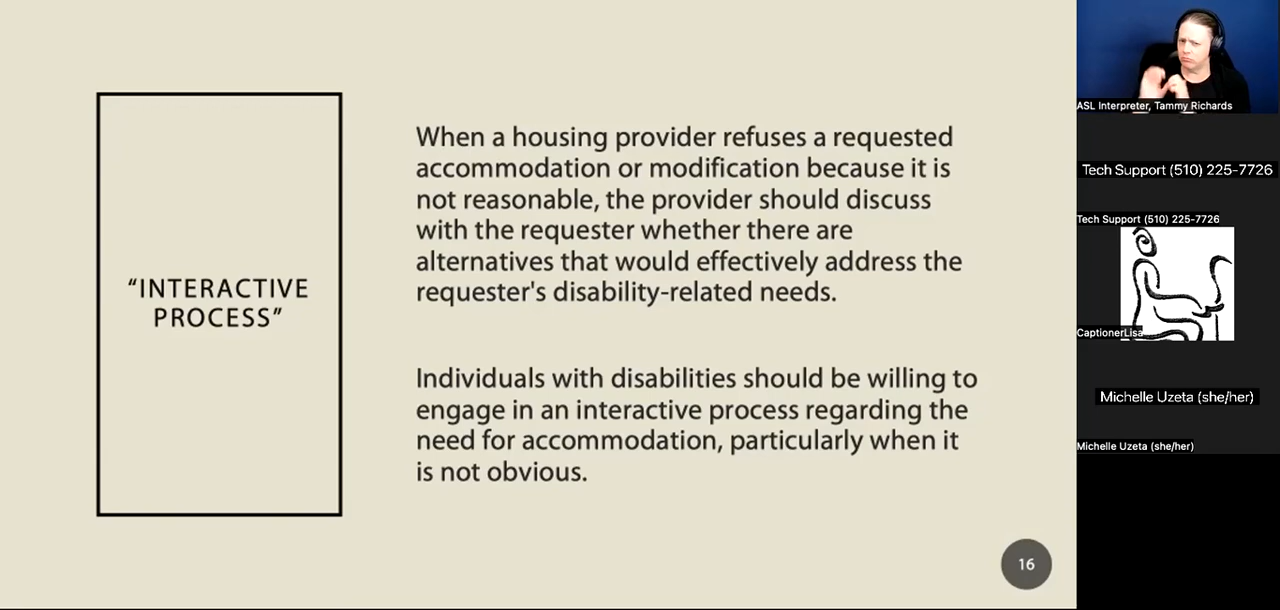 “INTERACTIVE
PROCESS”
When a housing provider refuses a requested
accommodation or modification because it is
not reasonable, the provider should discuss
with the requester whether there are
alternatives that would effectively address the
requester's disability-related needs.
Individuals with disabilities should be willing to
engage in an interactive process regarding the
need for accommodation, particularly when it
is not obvious.
16
ASL Interpreter, Tammy Richards
Tech Support (510) 225-7726
Tech Support (510) 225-7726
CaptionerLisa
Michelle Uzeta (she/her)
Michelle Uzeta (she/her)